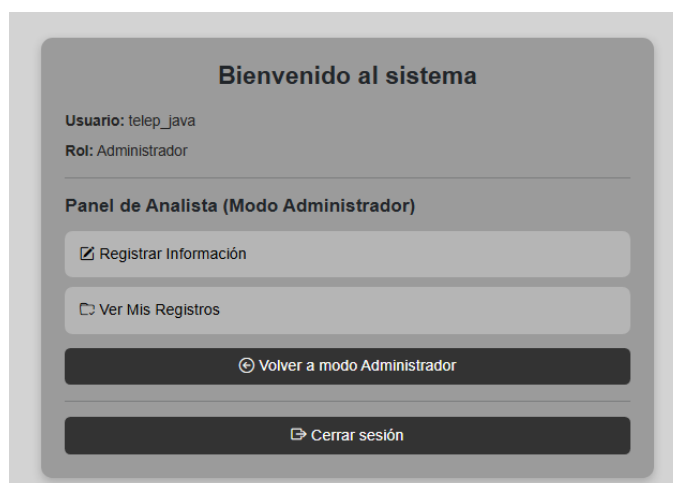 Bienvenido al sistema
Usuario: telep_java
Rol: Administrador
Panel de Analista (Modo Administrador)
Registrar Información
Ver Mis Registros
Volver a modo Administrador
Cerrar sesión